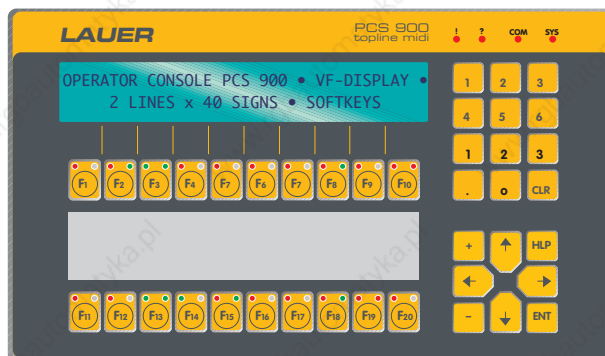 LAUER
PCS 900
topline midi
! ? COM SYS
OPERATOR CONSOLE PCS 900 • VF-DISPLAY •
2 LINES x 40 SIGNS • SOFTKEYS
1 2 3
4 5 6
1 2 3
. 0 CLR
F1 F2 F3 F4 F7 F6 F7 F8 F9 F10
+ HLP
- ENT
F11 F12 F13 F14 F15 F16 F17 F18 F19 F20